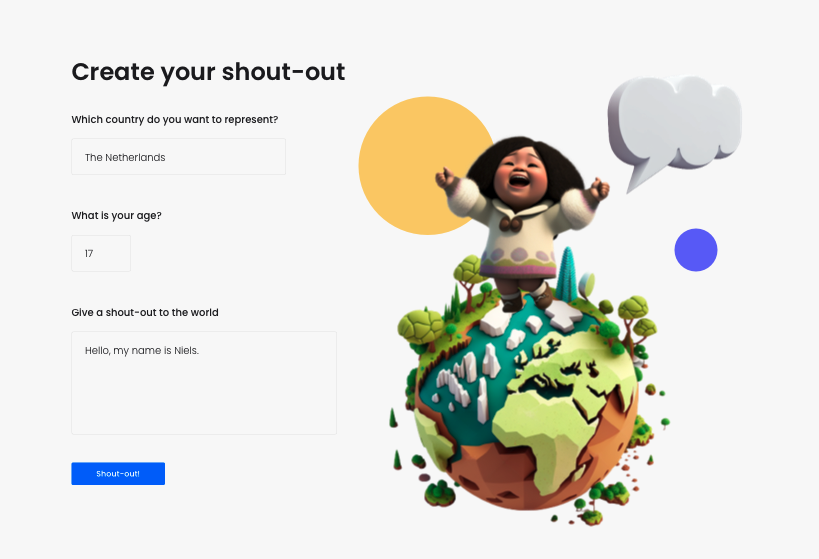 Create your shout-out
Which country do you want to represent?
The Netherlands
What is your age?
17
Give a shout-out to the world
Hello, my name is Niels.
Shout-out!